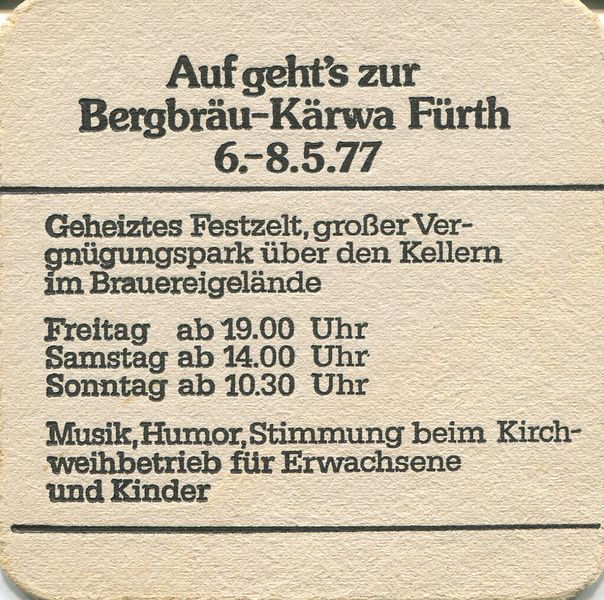 Auf geht's zur
Bergbräu-Kärwa Fürth
6.-8.5.77
Geheiztes Festzelt, großer Ver-
gnügungspark über den Kellern
im Brauereigelände
Freitag ab 19.00 Uhr
Samstag ab 14.00 Uhr
Sonntag ab 10.30 Uhr
Musik, Humor, Stimmung beim Kirch-
weihbetrieb für Erwachsene
und Kinder